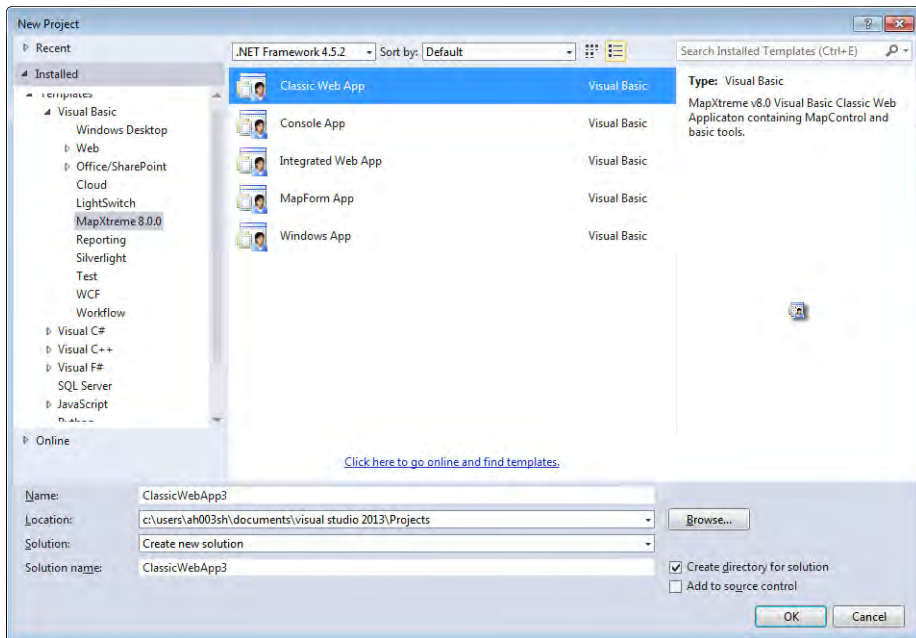 New Project
Recent
.NET Framework 4.5.2 Sort by: Default
Search Installed Templates (Ctrl+E)
Installed
Templates
Visual Basic
Windows Desktop
Web
Office/SharePoint
Cloud
LightSwitch
MapXtreme 8.0.0
Reporting
Silverlight
Test
WCF
Workflow
Visual C#
Visual C++
Visual F#
SQL Server
JavaScript
Python
Online
Classic Web App Visual Basic
Console App Visual Basic
Integrated Web App Visual Basic
MapForm App Visual Basic
Windows App Visual Basic
Click here to go online and find templates.
Type: Visual Basic
MapXtreme v8.0 Visual Basic Classic Web
Applicaton containing MapControl and
basic tools.
Name: ClassicWebApp3
Location: c:\users\ah003sh\documents\visual studio 2013\Projects Browse...
Solution: Create new solution
Solution name: ClassicWebApp3
Create directory for solution
Add to source control
OK Cancel